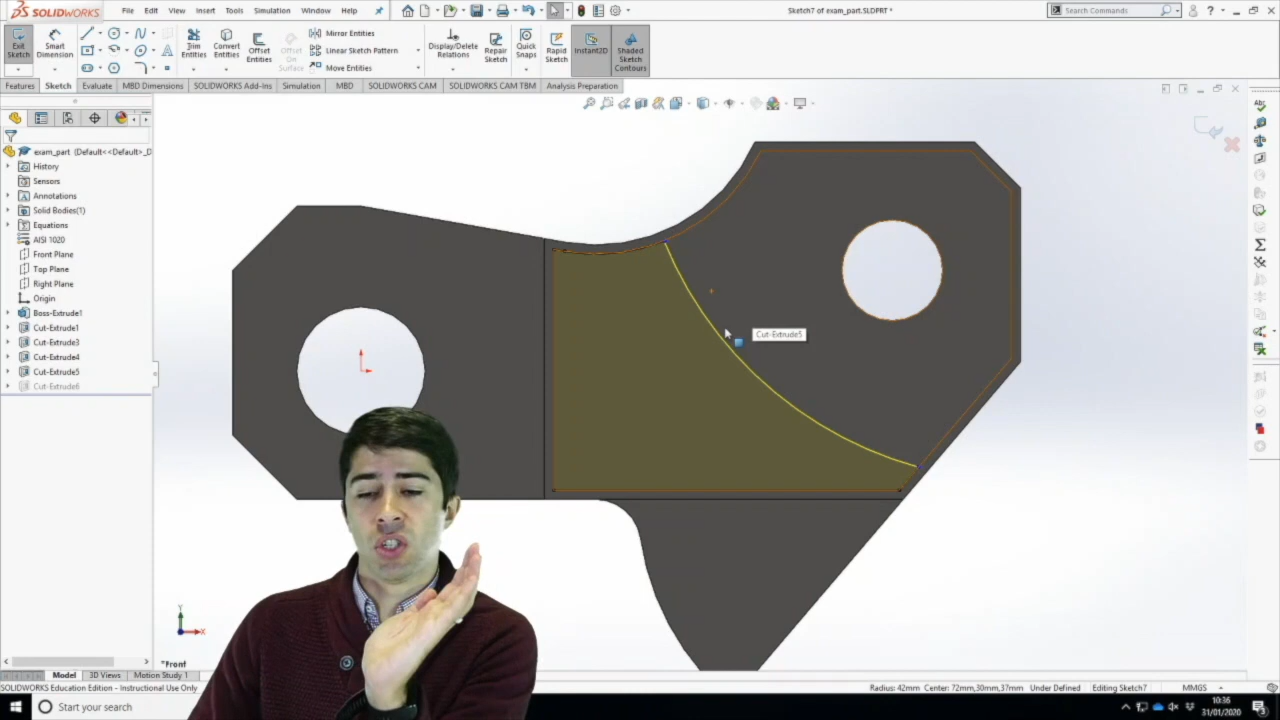 SOLIDWORKS
File Edit View Insert Tools Simulation Window Help
Sketch7 of exam_part.SLDPRT *
Search Commands
Exit Sketch
Smart Dimension
Trim Entities
Convert Entities
Offset Entities
Offset On Surface
Mirror Entities
Linear Sketch Pattern
Move Entities
Display/Delete Relations
Repair Sketch
Quick Snaps
Rapid Sketch
Instant2D
Shaded Sketch Contours
Features Sketch Evaluate MBD Dimensions SOLIDWORKS Add-Ins Simulation MBD SOLIDWORKS CAM SOLIDWORKS CAM TBM Analysis Preparation
exam_part (Default<<Default>_D
History
Sensors
Annotations
Solid Bodies(1)
Equations
AISI 1020
Front Plane
Top Plane
Right Plane
Origin
Boss-Extrude1
Cut-Extrude1
Cut-Extrude3
Cut-Extrude4
Cut-Extrude5
Cut-Extrude6
Cut-Extrude5
Y
X
*Front
Model 3D Views Motion Study 1
SOLIDWORKS Education Edition - Instructional Use Only
Radius: 42mm Center: 72mm,30mm,37mm Under Defined Editing Sketch7 MMGS
Start your search
10:36
31/01/2020